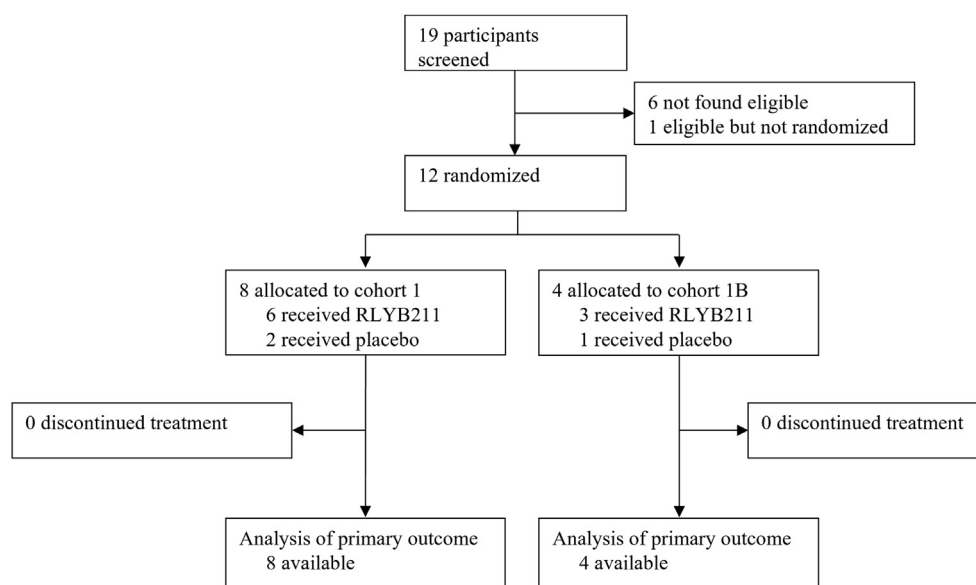 19 participants
screened
6 not found eligible
1 eligible but not randomized
12 randomized
8 allocated to cohort 1
6 received RLYB211
2 received placebo
4 allocated to cohort 1B
3 received RLYB211
1 received placebo
0 discontinued treatment
0 discontinued treatment
Analysis of primary outcome
8 available
Analysis of primary outcome
4 available